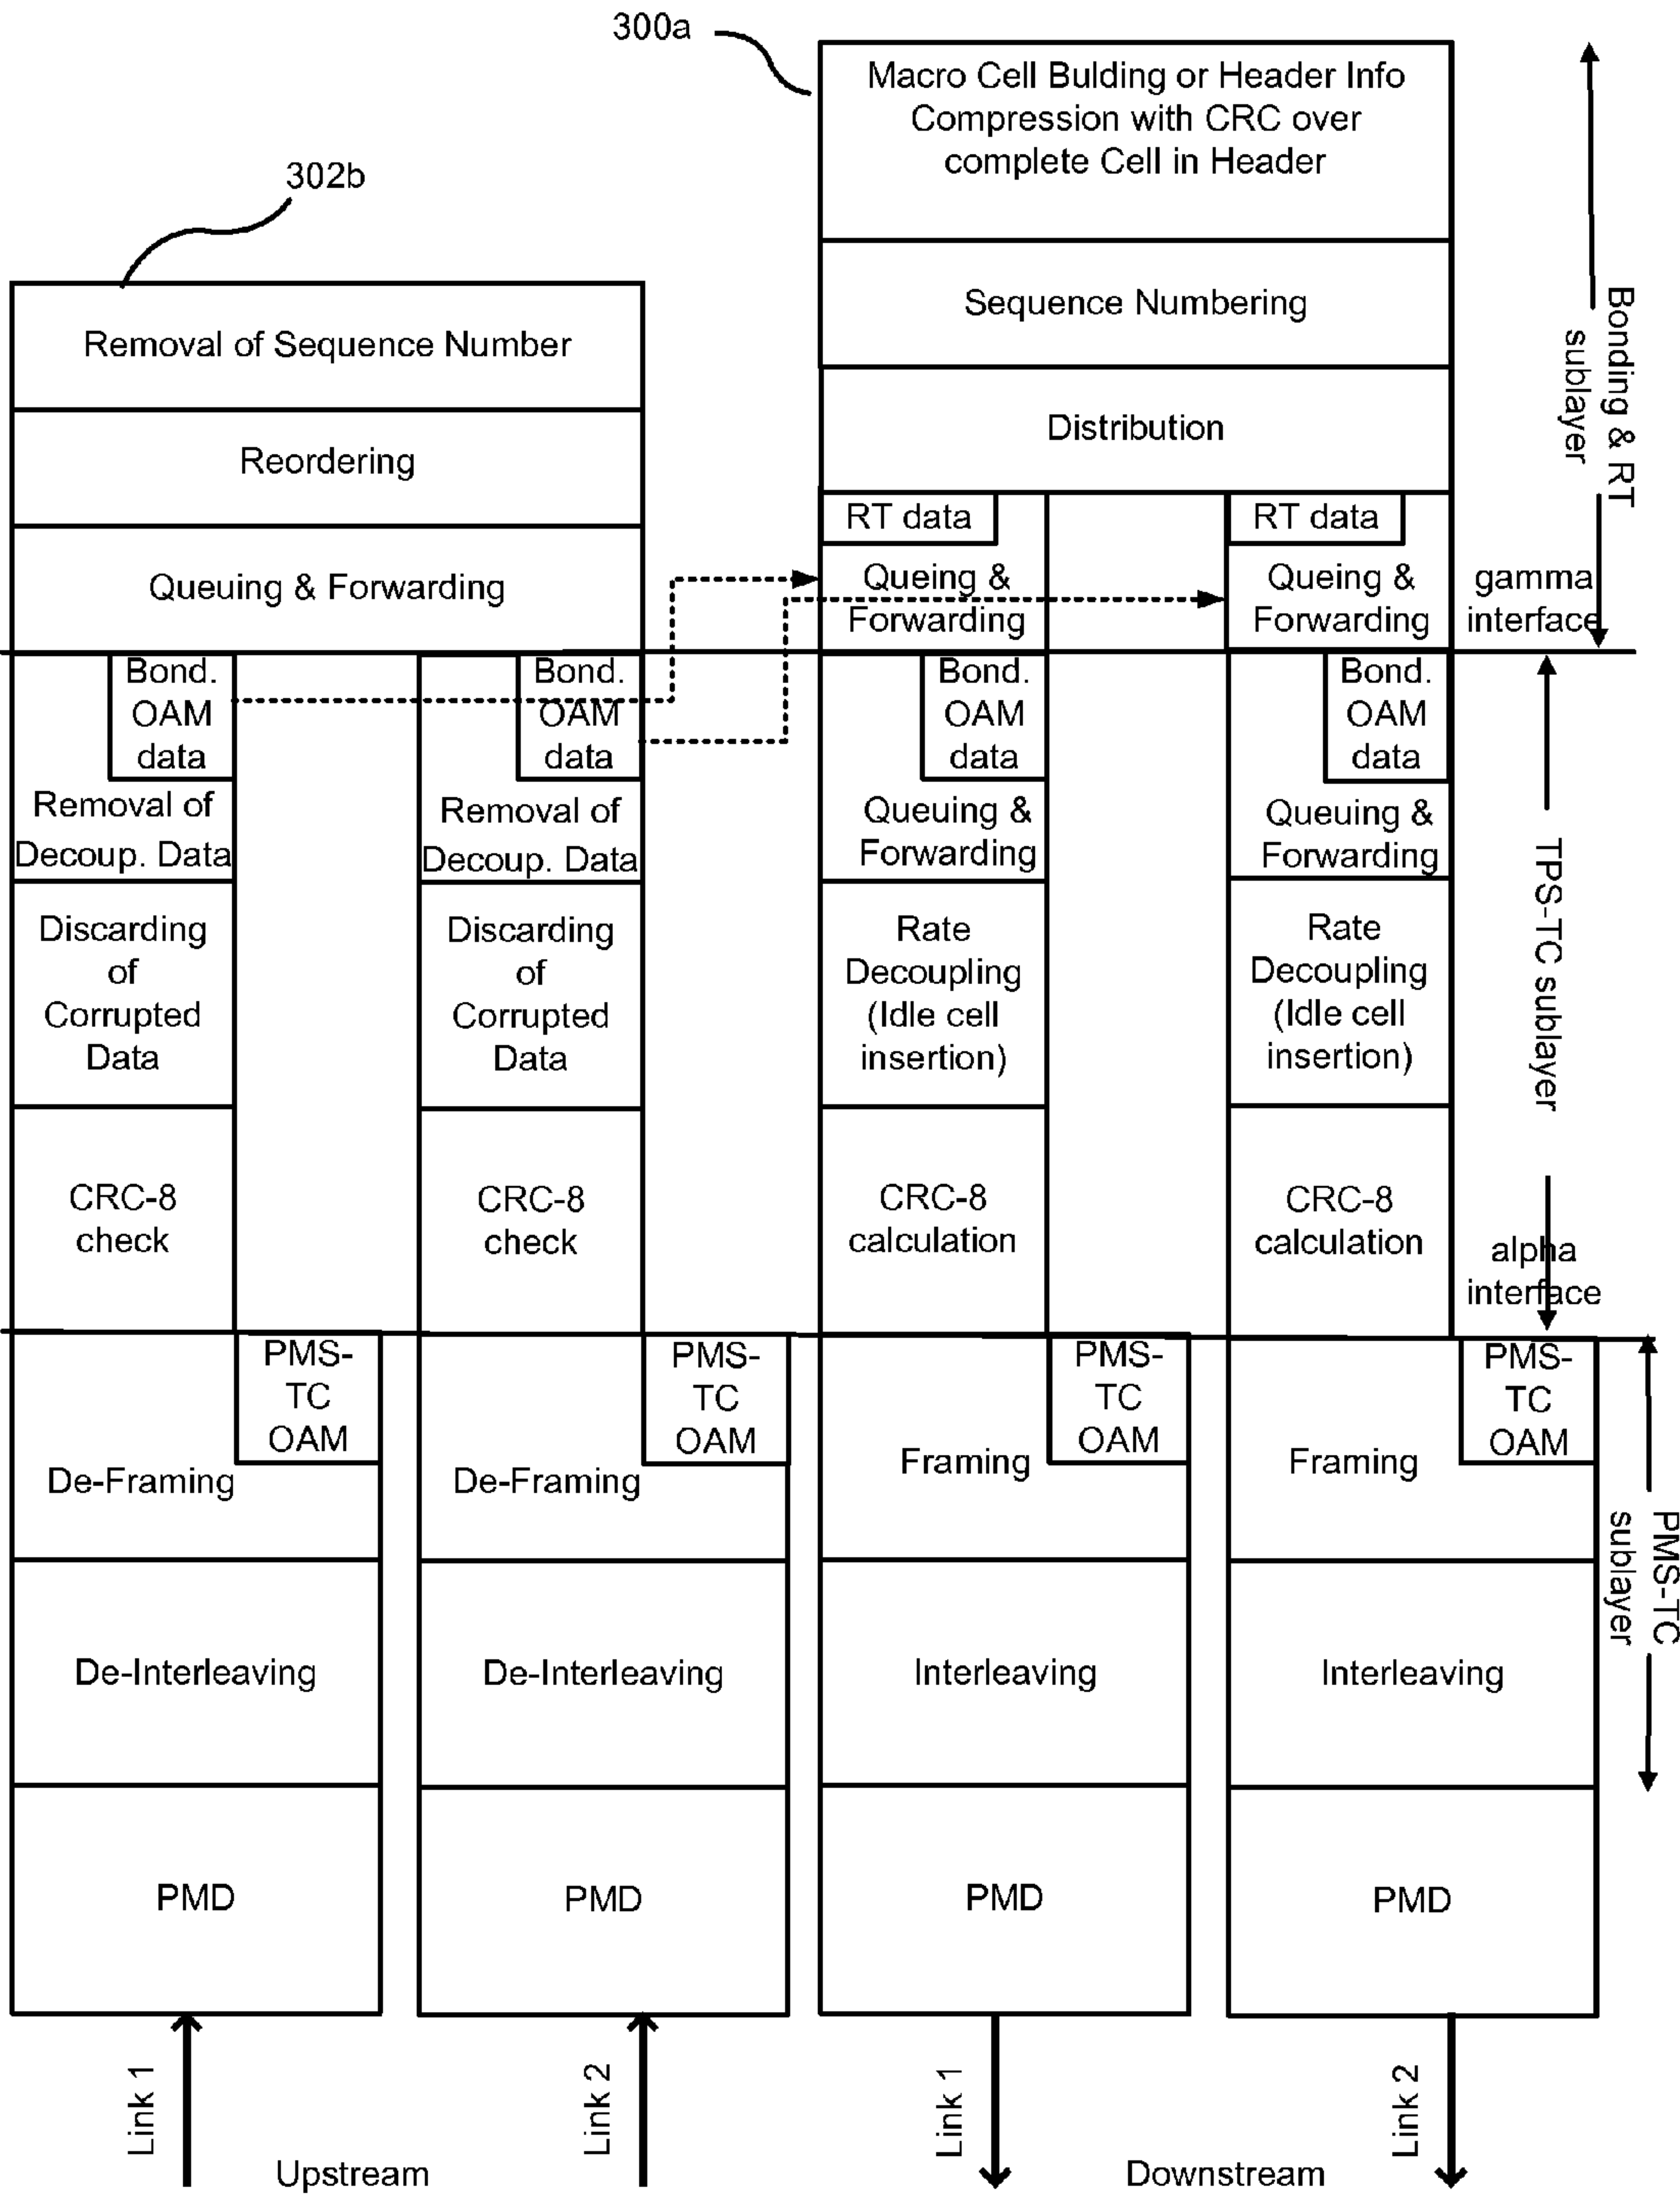 300a
Macro Cell Bulding or Header Info
Compression with CRC over
complete Cell in Header
302b
Sequence Numbering
Removal of Sequence Number
Distribution
Reordering
RT data
RT data
Queuing & Forwarding
Queing &
Forwarding
Queing &
Forwarding
gamma
interface
Bonding & RT
sublayer
Bond.
OAM
data
Removal of
Decoup. Data
Bond.
OAM
data
Removal of
Decoup. Data
Bond.
OAM
data
Queuing &
Forwarding
Bond.
OAM
data
Queuing &
Forwarding
Discarding
of
Corrupted
Data
Discarding
of
Corrupted
Data
Rate
Decoupling
(Idle cell
insertion)
Rate
Decoupling
(Idle cell
insertion)
TPS-TC sublayer
CRC-8
check
CRC-8
check
CRC-8
calculation
CRC-8
calculation
alpha
interface
PMS-
TC
OAM
De-Framing
PMS-
TC
OAM
De-Framing
PMS-
TC
OAM
Framing
PMS-
TC
OAM
Framing
PMS-TC
sublayer
De-Interleaving
De-Interleaving
Interleaving
Interleaving
PMD
PMD
PMD
PMD
Link 1
Link 2
Link 1
Link 2
Upstream
Downstream